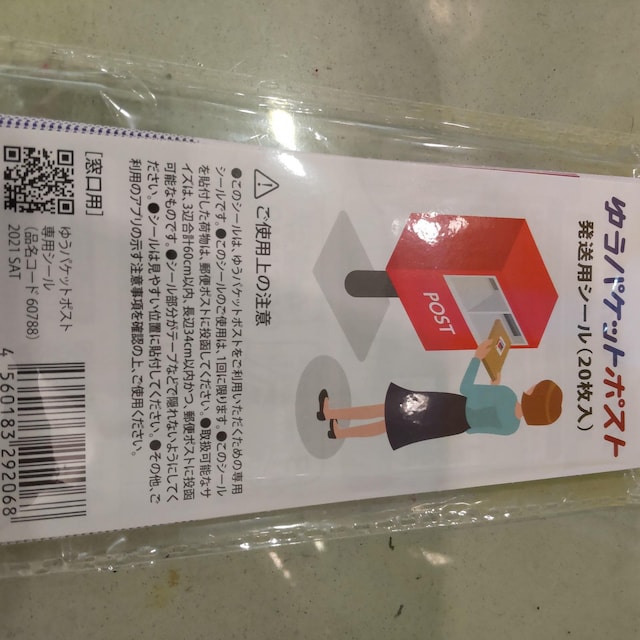 ゆうパケットポスト
発送用シール(20枚入)
POST
ご使用上の注意
●このシールは、ゆうパケットポストをご利用いただくための専用
シールです。●このシールのご使用は、1回に限ります。●このシール
を貼付した荷物は、郵便ポストに投函してください。●取扱可能なサ
イズは、3辺合計60cm以内、長辺34cm以内かつ、郵便ポストに投函
可能なものです。●シール部分がテープなどで隠れないようにしてく
ださい。●シールは見やすい位置に貼付してください。●その他、ご
利用のアプリの示す注意事項を確認の上、ご使用ください。
[窓口用]
ゆうパケットポスト
専用シール
(品名コード 60788)
2021 SAT
4560183292068